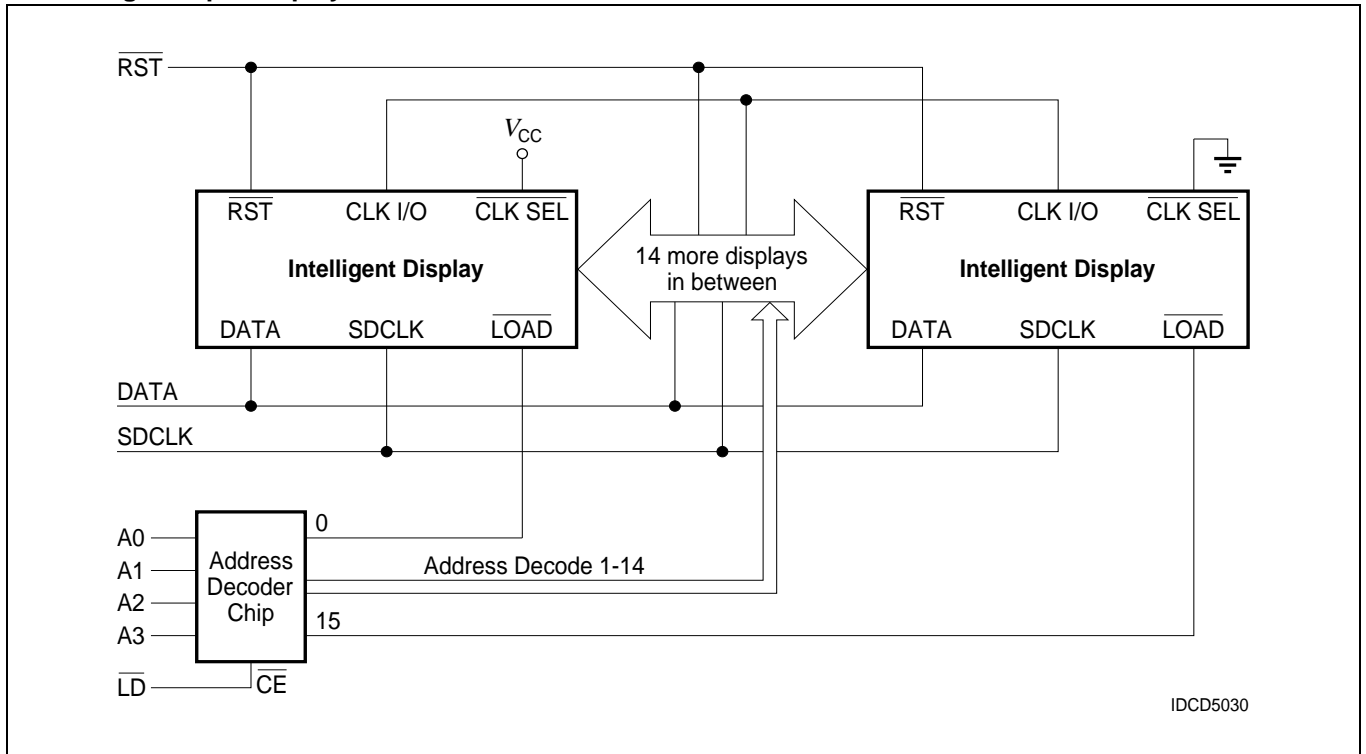 RST
V
CC
RST CLK I/O CLK SEL
Intelligent Display
DATA SDCLK LOAD
14 more displays
in between
RST CLK I/O CLK SEL
Intelligent Display
DATA SDCLK LOAD
DATA
SDCLK
A0
A1
A2
A3
Address
Decoder
Chip
0
Address Decode 1-14
15
LD
CE
IDCD5030